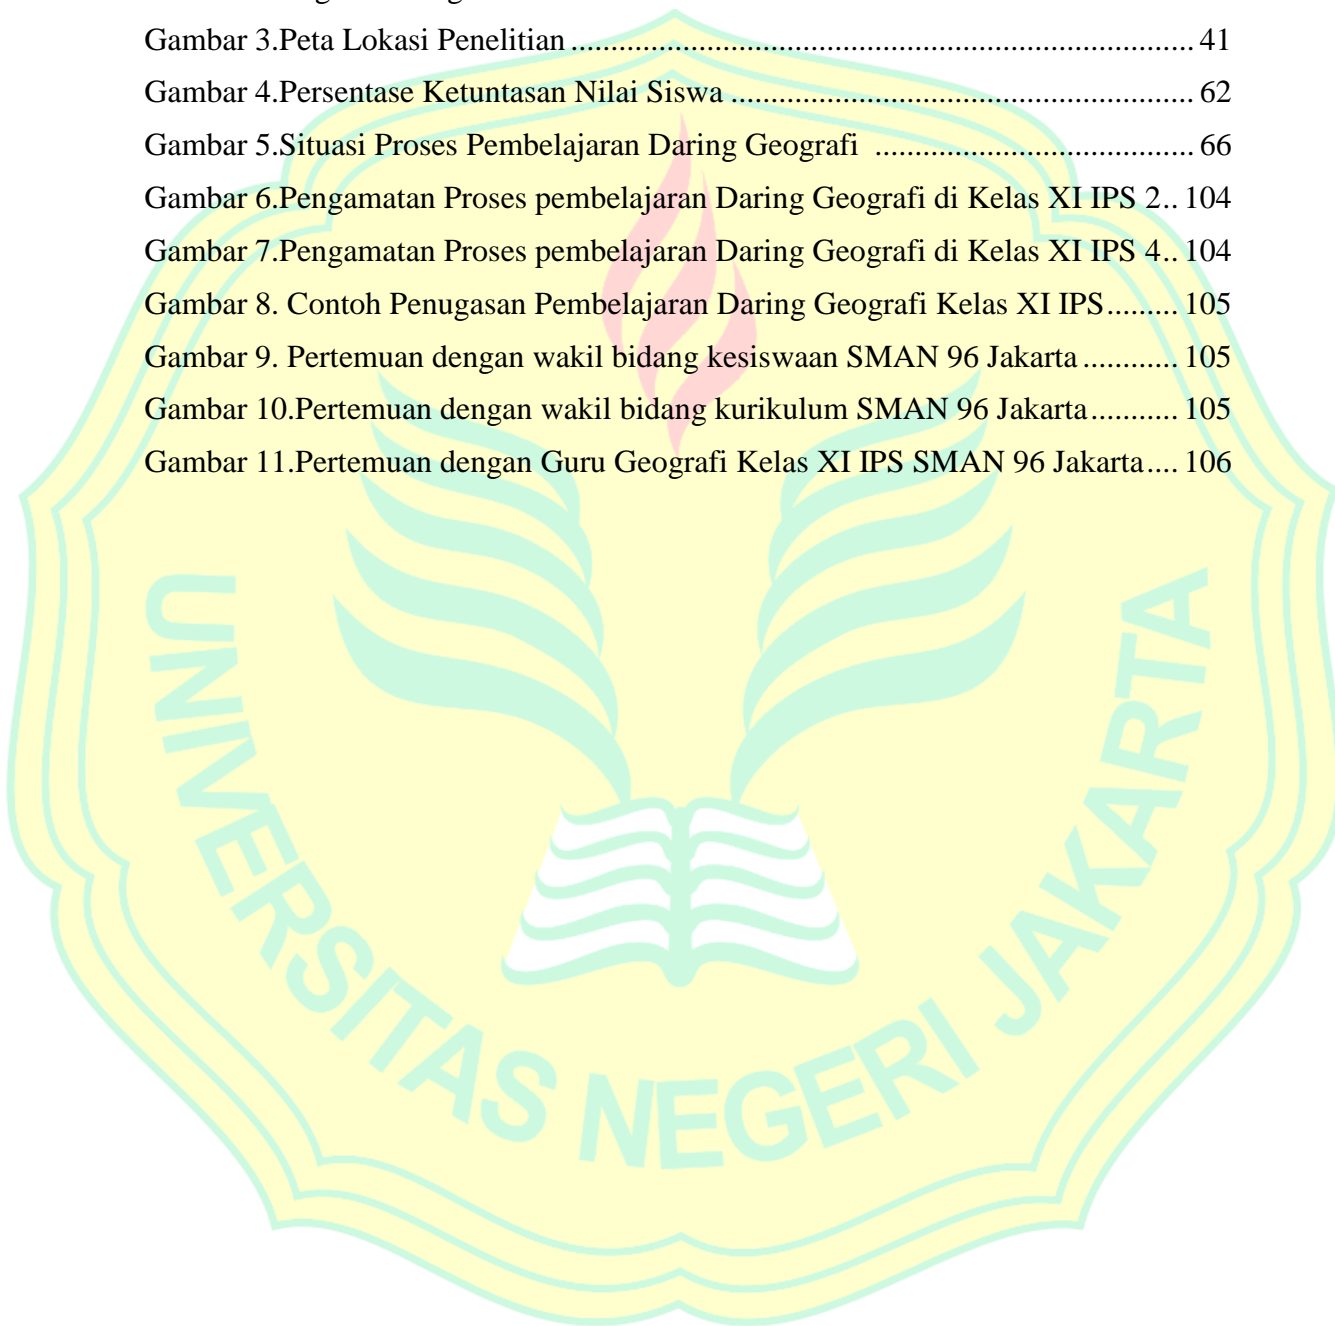 Gambar 3.Peta Lokasi Penelitian ........................................................................... 41
Gambar 4.Persentase Ketuntasan Nilai Siswa ........................................................ 62
Gambar 5.Situasi Proses Pembelajaran Daring Geografi ...................................... 66
Gambar 6.Pengamatan Proses pembelajaran Daring Geografi di Kelas XI IPS 2.. 104
Gambar 7.Pengamatan Proses pembelajaran Daring Geografi di Kelas XI IPS 4.. 104
Gambar 8. Contoh Penugasan Pembelajaran Daring Geografi Kelas XI IPS......... 105
Gambar 9. Pertemuan dengan wakil bidang kesiswaan SMAN 96 Jakarta ............ 105
Gambar 10.Pertemuan dengan wakil bidang kurikulum SMAN 96 Jakarta........... 105
Gambar 11.Pertemuan dengan Guru Geografi Kelas XI IPS SMAN 96 Jakarta.... 106
UNIVERSITAS NEGERI JAKARTA